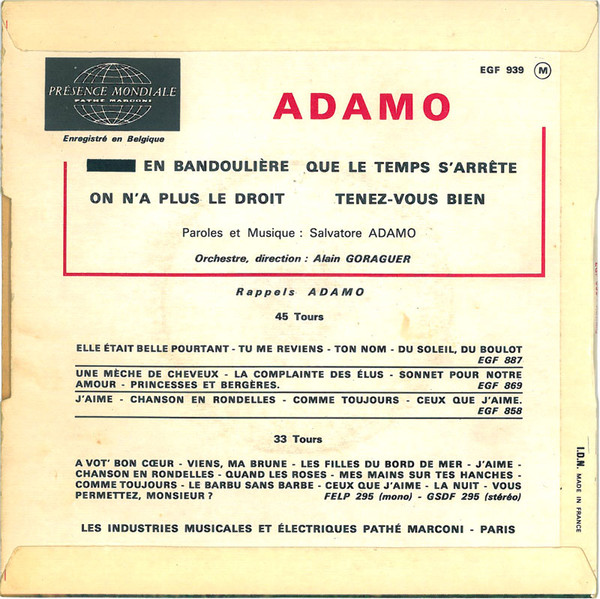 EGF 939 M
PRÉSENCE MONDIALE
PATHÉ MARCONI
Enregistré en Belgique
ADAMO
EN BANDOULIÈRE QUE LE TEMPS S'ARRÊTE
ON N'A PLUS LE DROIT TENEZ-VOUS BIEN
Paroles et Musique : Salvatore ADAMO
Orchestre, direction : Alain GORAGUER
Rappels ADAMO
45 Tours
ELLE ÉTAIT BELLE POURTANT - TU ME REVIENS - TON NOM - DU SOLEIL, DU BOULOT
EGF 887
UNE MÈCHE DE CHEVEUX - LA COMPLAINTE DES ÉLUS - SONNET POUR NOTRE
AMOUR - PRINCESSES ET BERGÈRES. EGF 869
J'AIME - CHANSON EN RONDELLES - COMME TOUJOURS - CEUX QUE J'AIME.
EGF 858
33 Tours
A VOT' BON CŒUR - VIENS, MA BRUNE - LES FILLES DU BORD DE MER - J'AIME -
CHANSON EN RONDELLES - QUAND LES ROSES - MES MAINS SUR TES HANCHES -
COMME TOUJOURS - LE BARBU SANS BARBE - CEUX QUE J'AIME - LA NUIT - VOUS
PERMETTEZ, MONSIEUR ? FELP 295 (mono) - GSDF 295 (stéréo)
LES INDUSTRIES MUSICALES ET ÉLECTRIQUES PATHÉ MARCONI - PARIS
I.D.N. MADE IN FRANCE